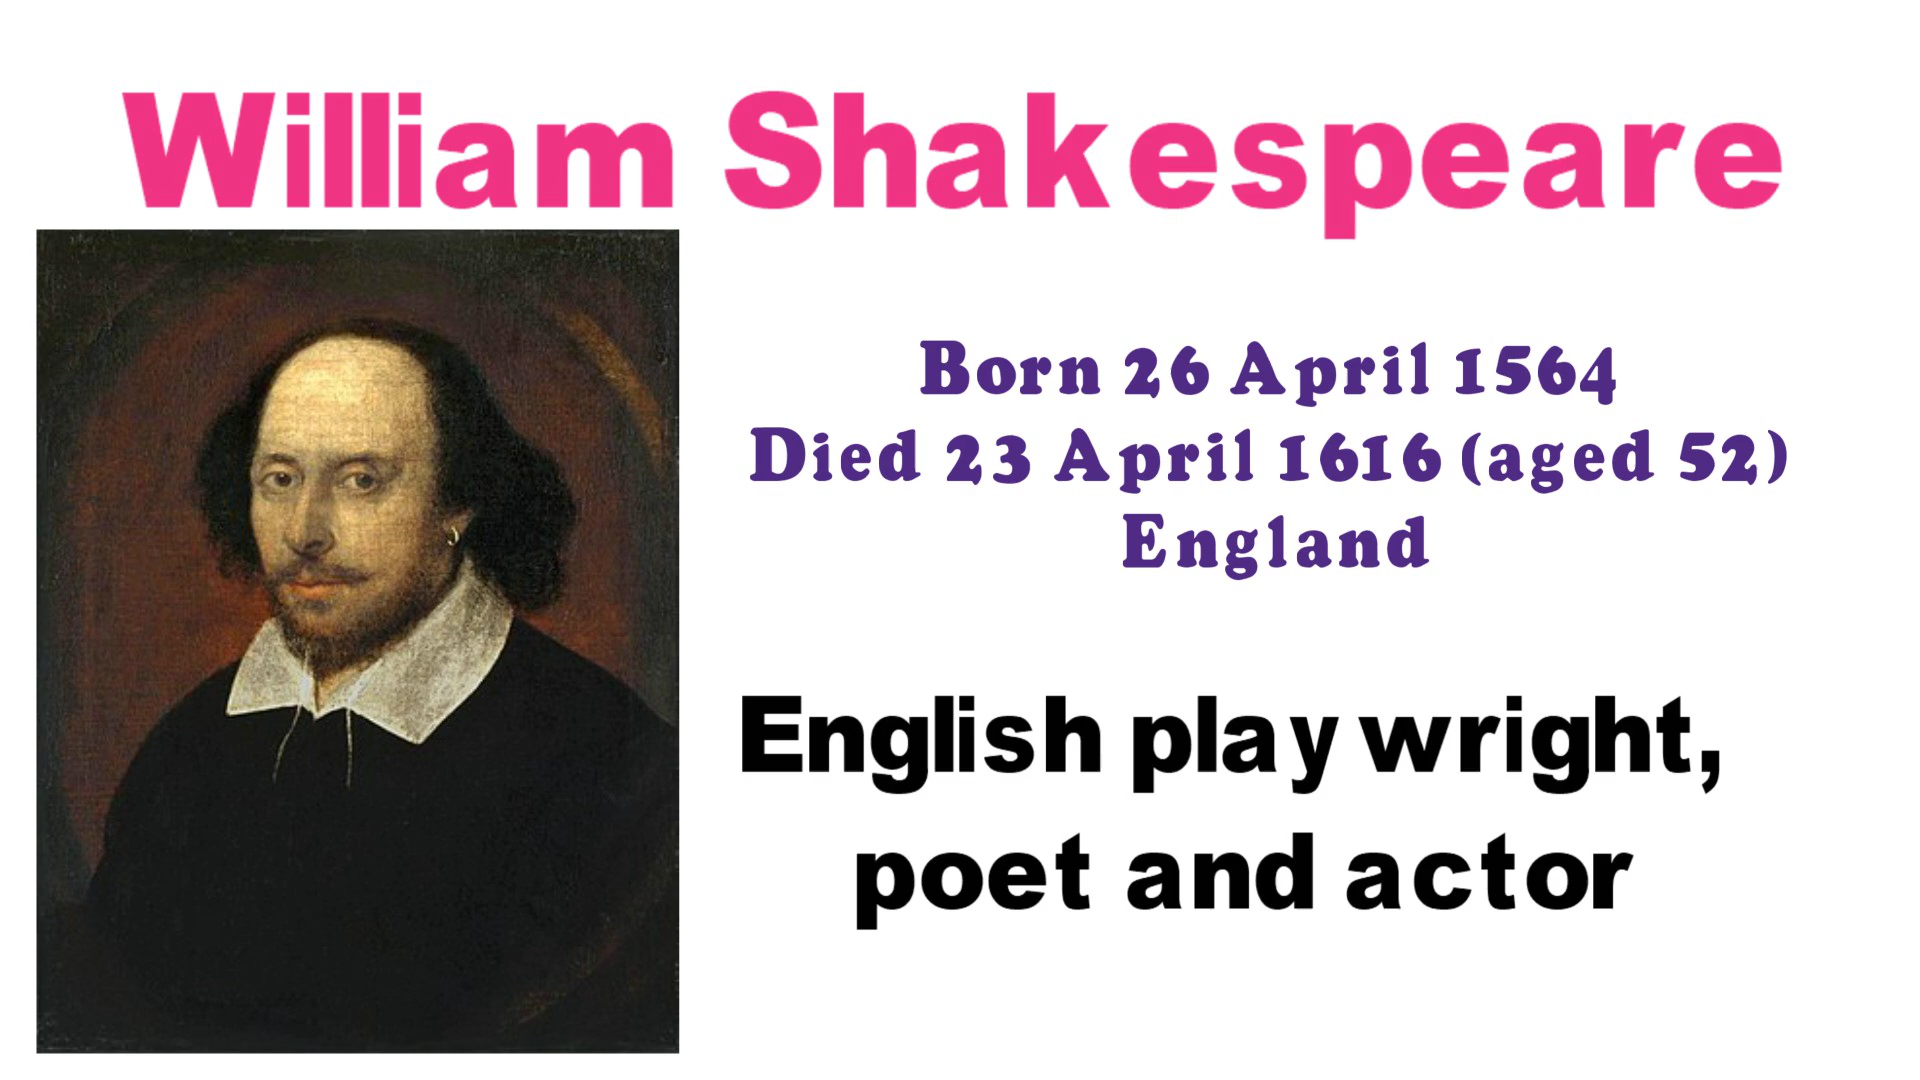 William Shakespeare
Born 26 April 1564
Died 23 April 1616 (aged 52)
England
English playwright,
poet and actor